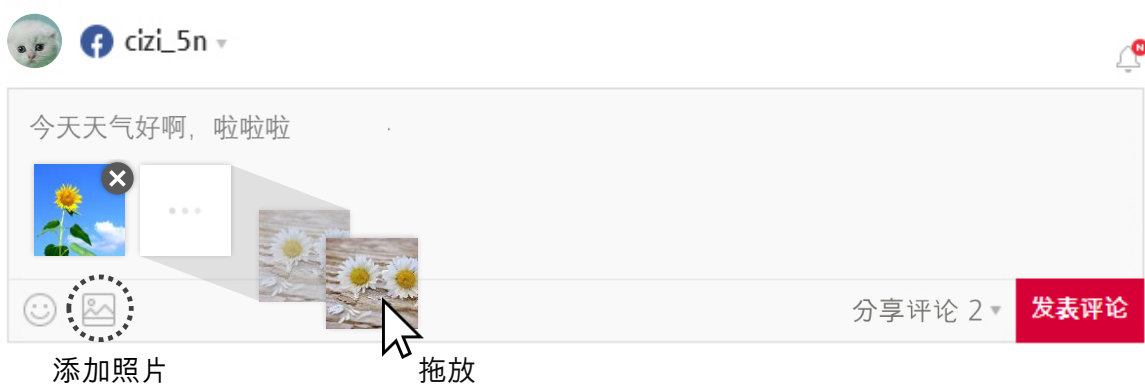 cizi_5n
N
今天天气好啊，啦啦啦
分享评论 2
发表评论
添加照片
拖放